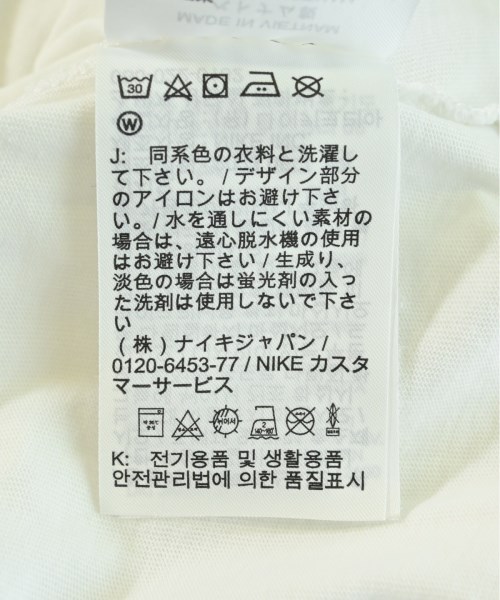 MADE IN VIETNAM
30
W
J: 同系色の衣料と洗濯し
て下さい。/ デザイン部分
のアイロンはお避け下さ
い。/ 水を通しにくい素材の
場合は、遠心脱水機の使用
はお避け下さい / 生成り、
淡色の場合は蛍光剤の入っ
た洗剤は使用しないで下さ
い
(株) ナイキジャパン /
0120-6453-77 / NIKE カスタ
マーサービス
K: 전기용품 및 생활용품
안전관리법에 의한 품질표시